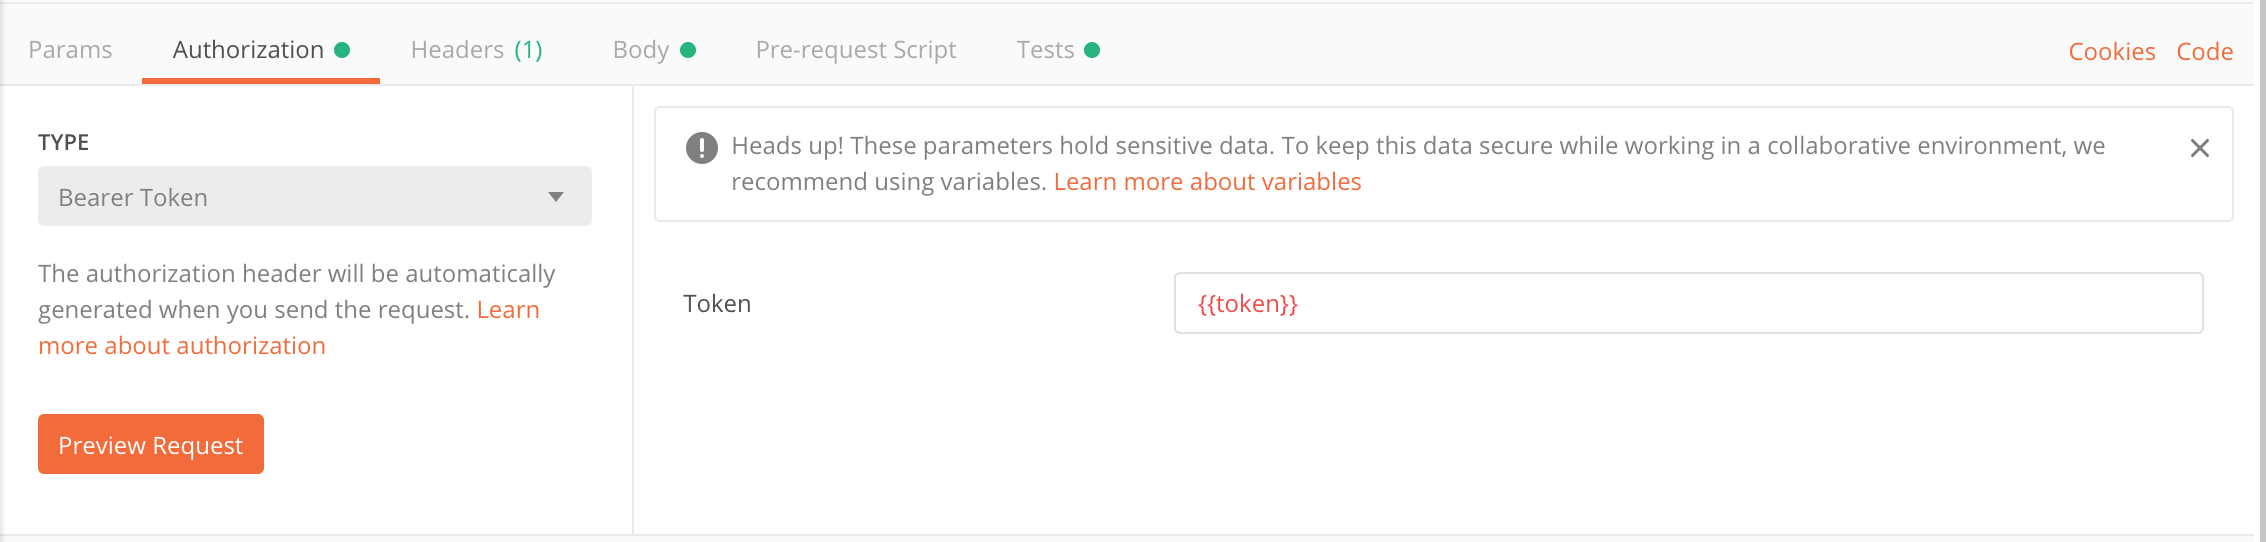 Params Authorization Headers (1) Body Pre-request Script Tests Cookies Code
TYPE
Bearer Token
The authorization header will be automatically
generated when you send the request. Learn
more about authorization
Preview Request
Heads up! These parameters hold sensitive data. To keep this data secure while working in a collaborative environment, we
recommend using variables. Learn more about variables
Token {{token}}